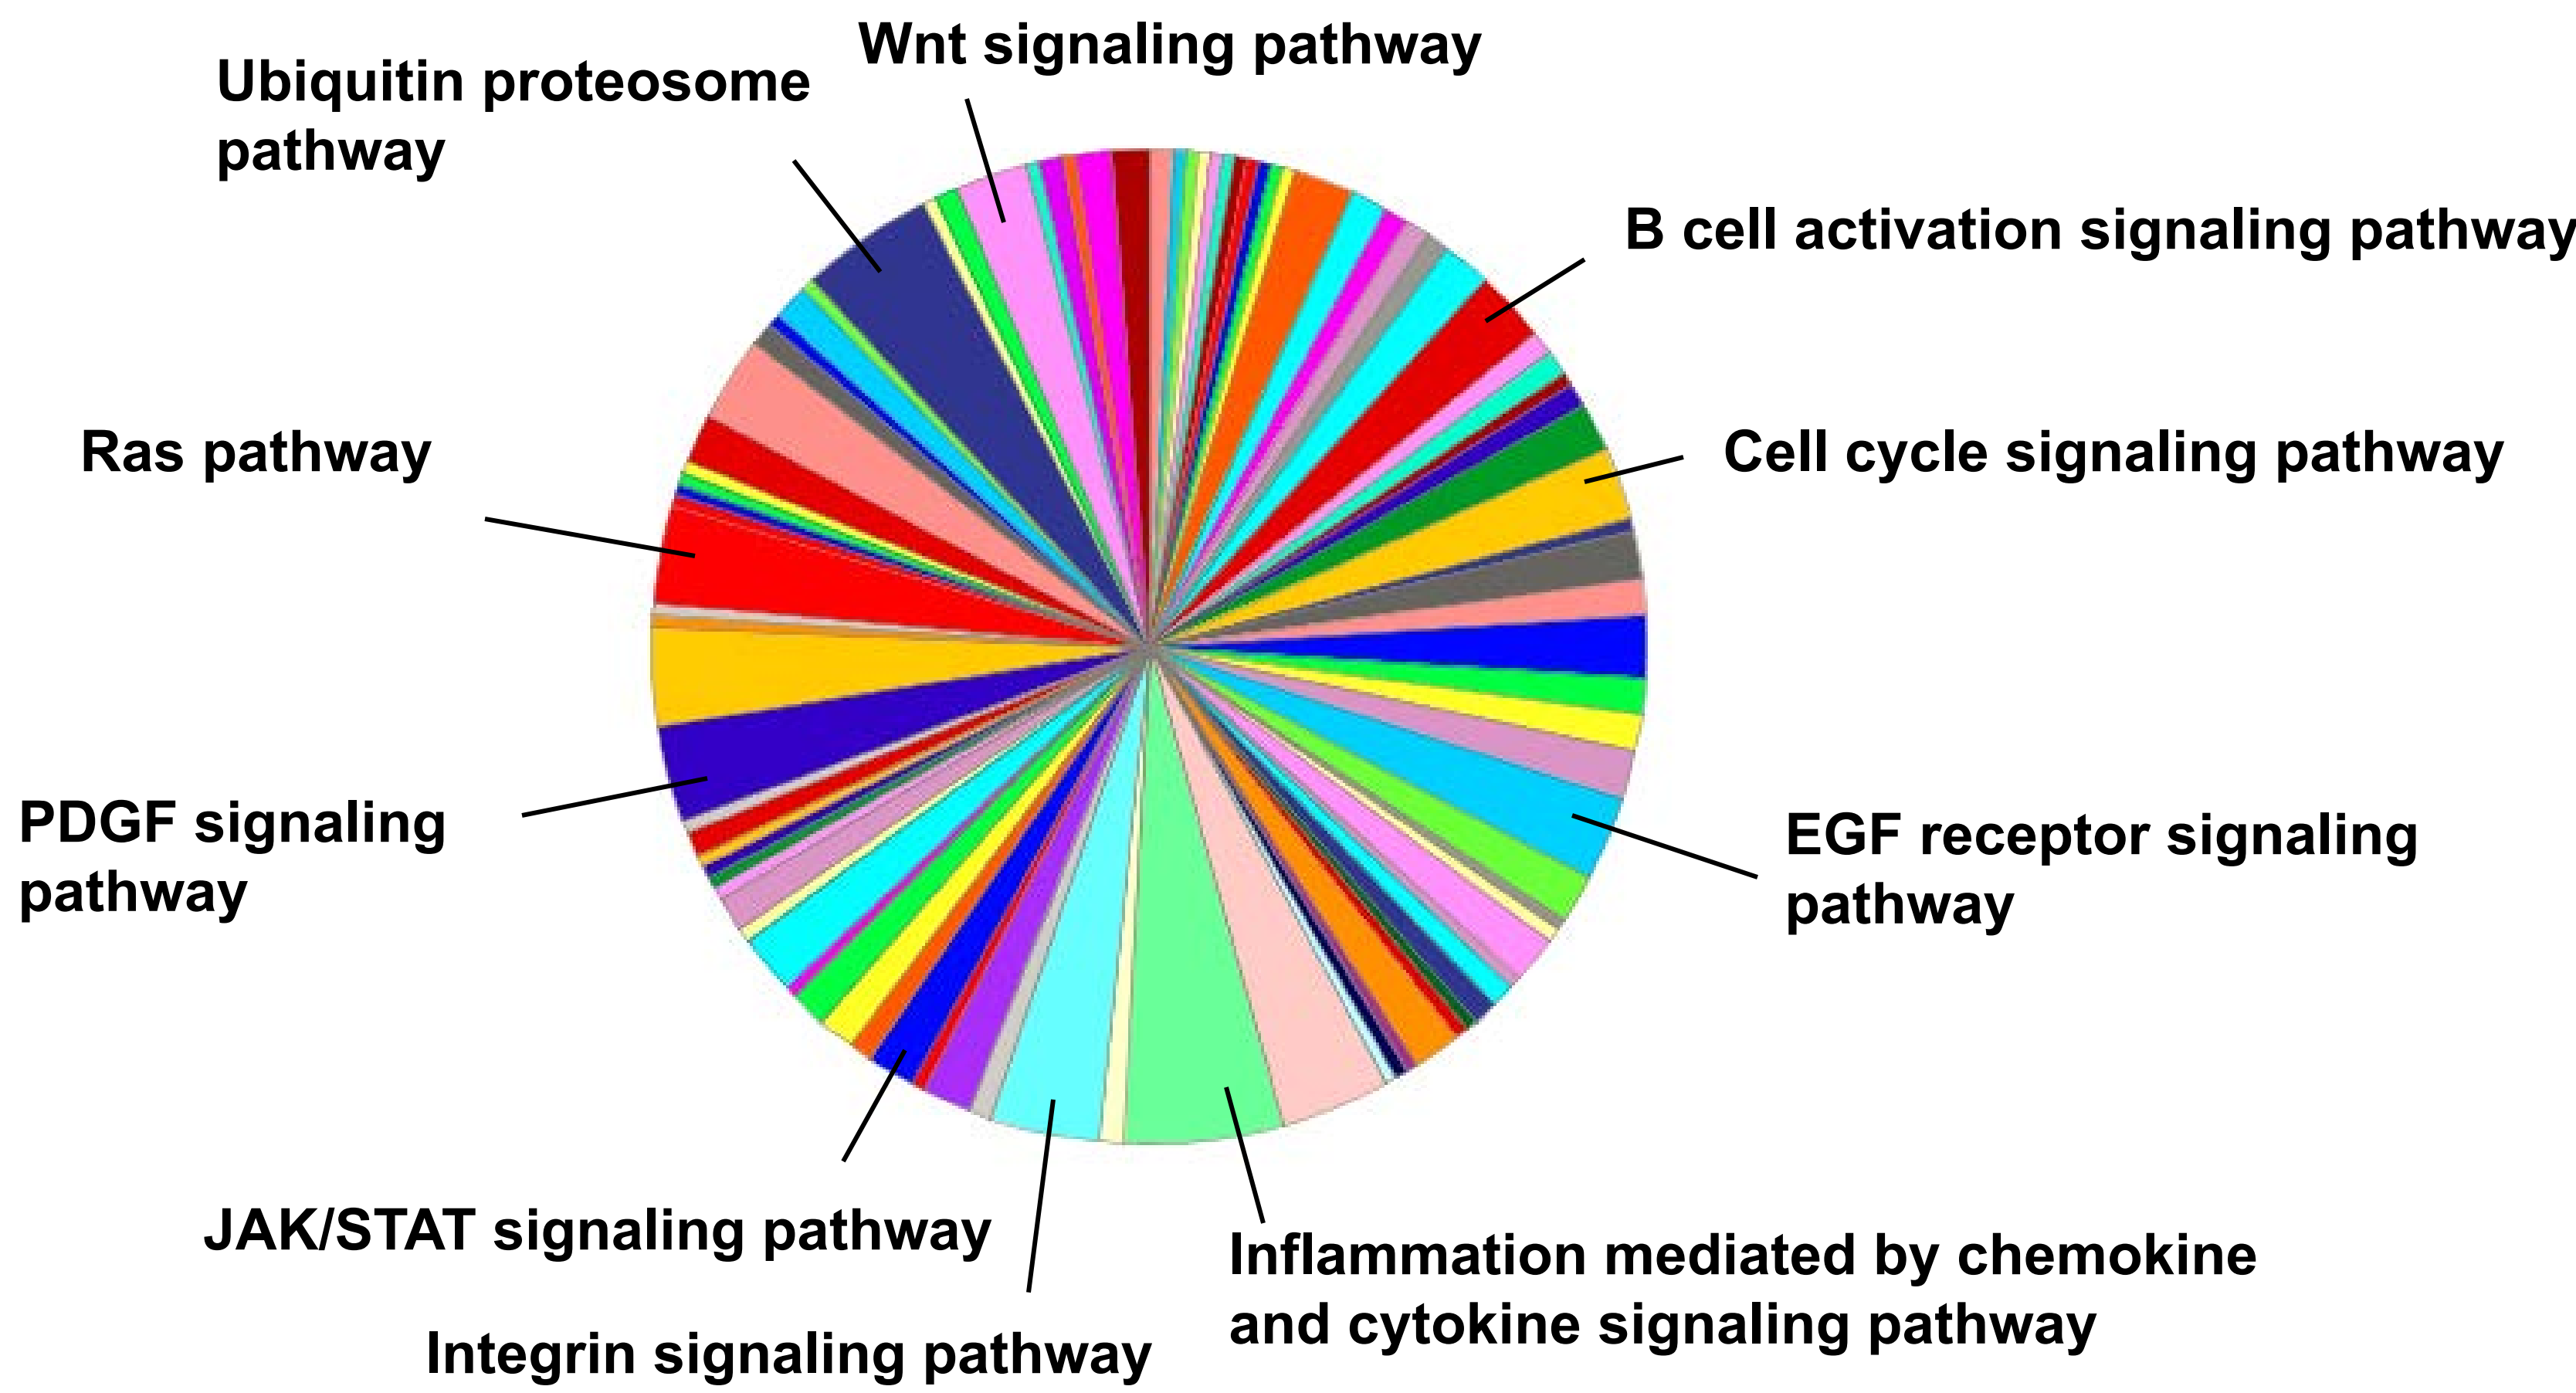 Wnt signaling pathway
Ubiquitin proteosome
pathway
B cell activation signaling pathway
Ras pathway
Cell cycle signaling pathway
PDGF signaling
pathway
EGF receptor signaling
pathway
JAK/STAT signaling pathway
Inflammation mediated by chemokine
and cytokine signaling pathway
Integrin signaling pathway